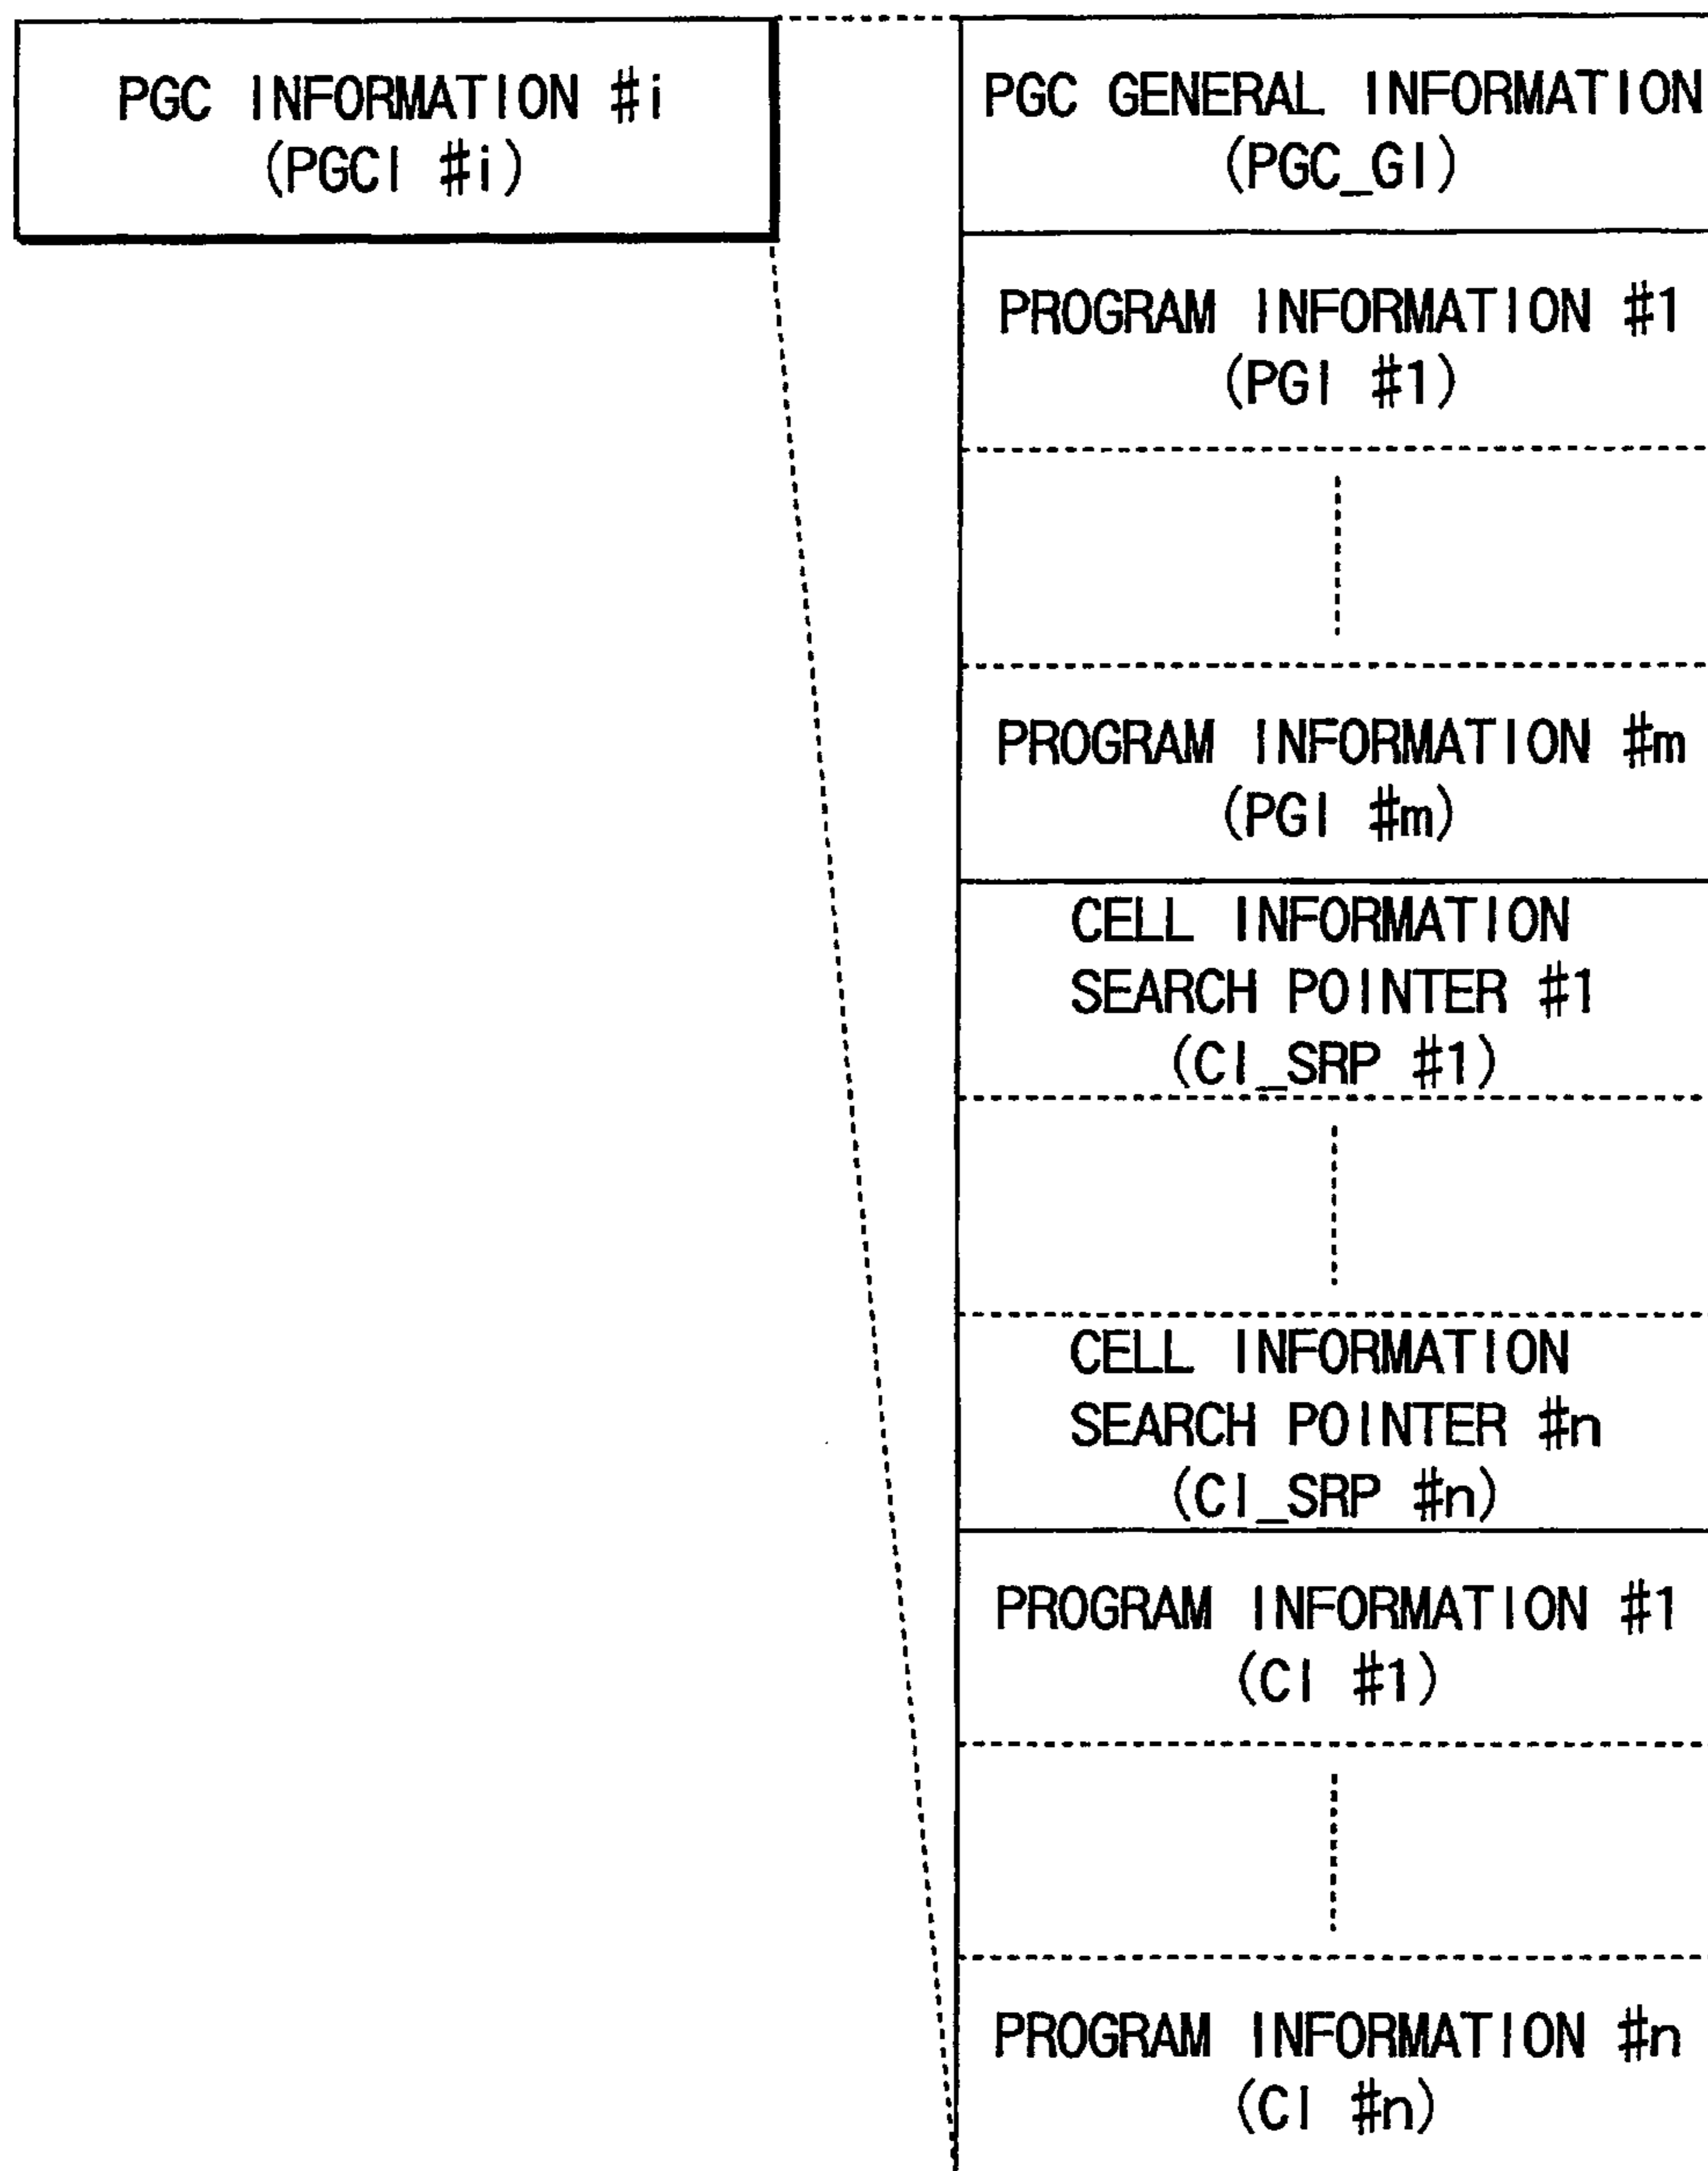 PGC INFORMATION #i
(PGCI #i)
PGC GENERAL INFORMATION
(PGC_GI)
PROGRAM INFORMATION #1
(PGI #1)
PROGRAM INFORMATION #m
(PGI #m)
CELL INFORMATION
SEARCH POINTER #1
(CI_SRP #1)
CELL INFORMATION
SEARCH POINTER #n
(CI_SRP #n)
PROGRAM INFORMATION #1
(CI #1)
PROGRAM INFORMATION #n
(CI #n)